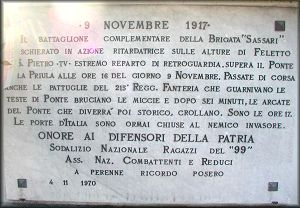 - 9 NOVEMBRE 1917 -
IL BATTAGLIONE COMPLEMENTARE DELLA BRIGATA "SASSARI"
SCHIERATO IN AZIONE RITARDATRICE SULLE ALTURE DI FELETTO
S. PIETRO -TV- ESTREMO REPARTO DI RETROGUARDIA, SUPERA IL PONTE
LA PRIULA ALLE ORE 16 DEL GIORNO 9 NOVEMBRE. PASSATE DI CORSA
ANCHE LE PATTUGLIE DEL 213° REGG. FANTERIA CHE GUARNIVANO LE
TESTE DI PONTE BRUCIANO LE MICCIE E DOPO SEI MINUTI, LE ARCATE
DEL PONTE CHE DIVERRA' POI STORICO, CROLLANO. SONO LE ORE 17.
LE PORTE D'ITALIA SONO ORMAI CHIUSE AL NEMICO INVASORE.
ONORE AI DIFENSORI DELLA PATRIA
SODALIZIO NAZIONALE RAGAZZI DEL "99"
ASS. NAZ. COMBATTENTI E REDUCI
A PERENNE RICORDO POSERO
4 11 1970